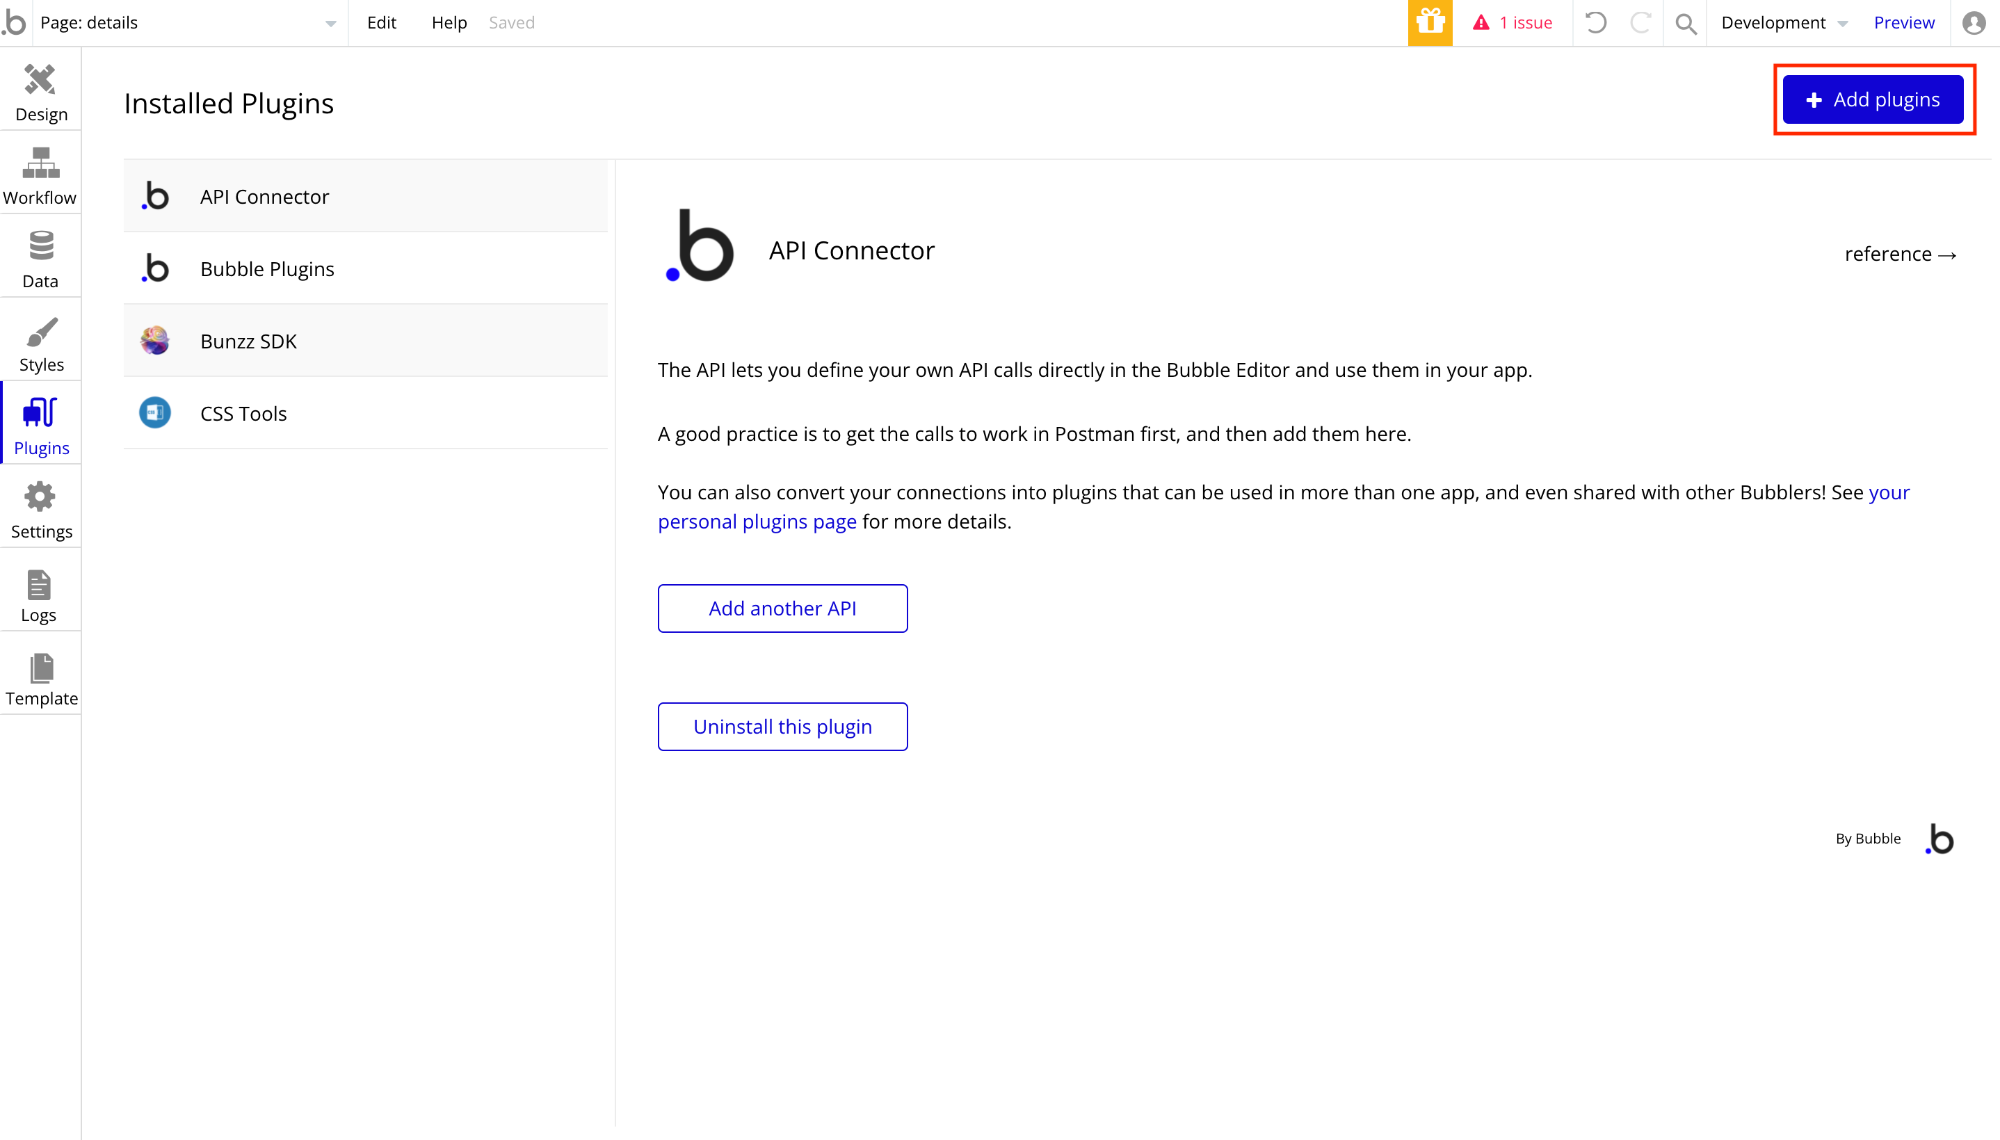 Page: details
Edit
Help
Saved
1 issue
Development
Preview
Design
Workflow
Data
Styles
Plugins
Settings
Logs
Template
Installed Plugins
+ Add plugins
API Connector
Bubble Plugins
Bunzz SDK
CSS Tools
API Connector
reference →
The API lets you define your own API calls directly in the Bubble Editor and use them in your app.
A good practice is to get the calls to work in Postman first, and then add them here.
You can also convert your connections into plugins that can be used in more than one app, and even shared with other Bubblers! See your
personal plugins page for more details.
Add another API
Uninstall this plugin
By Bubble